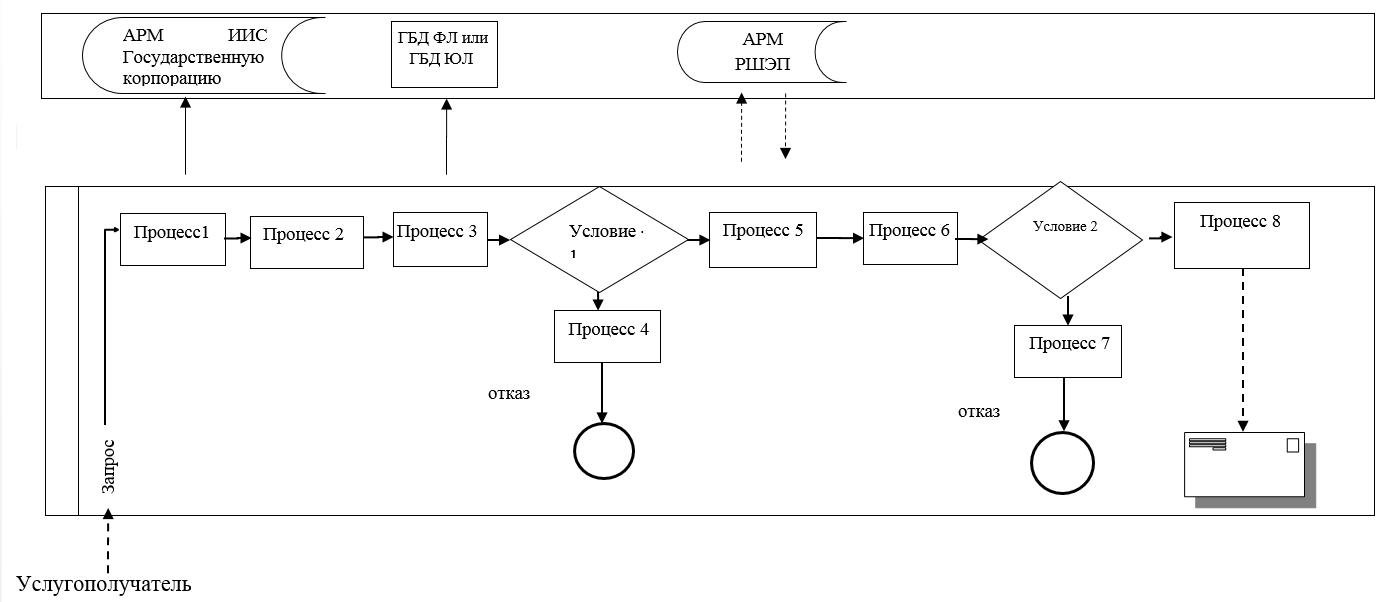 АРМ ИИС
Государственную
корпорацию
ГБД ФЛ или
ГБД ЮЛ
АРМ
РШЭП
Процесс1
Процесс 2
Процесс 3
Условие
1
Процесс 5
Процесс 6
Условие 2
Процесс 8
Процесс 4
Процесс 7
отказ
отказ
Запрос
Услугополучатель